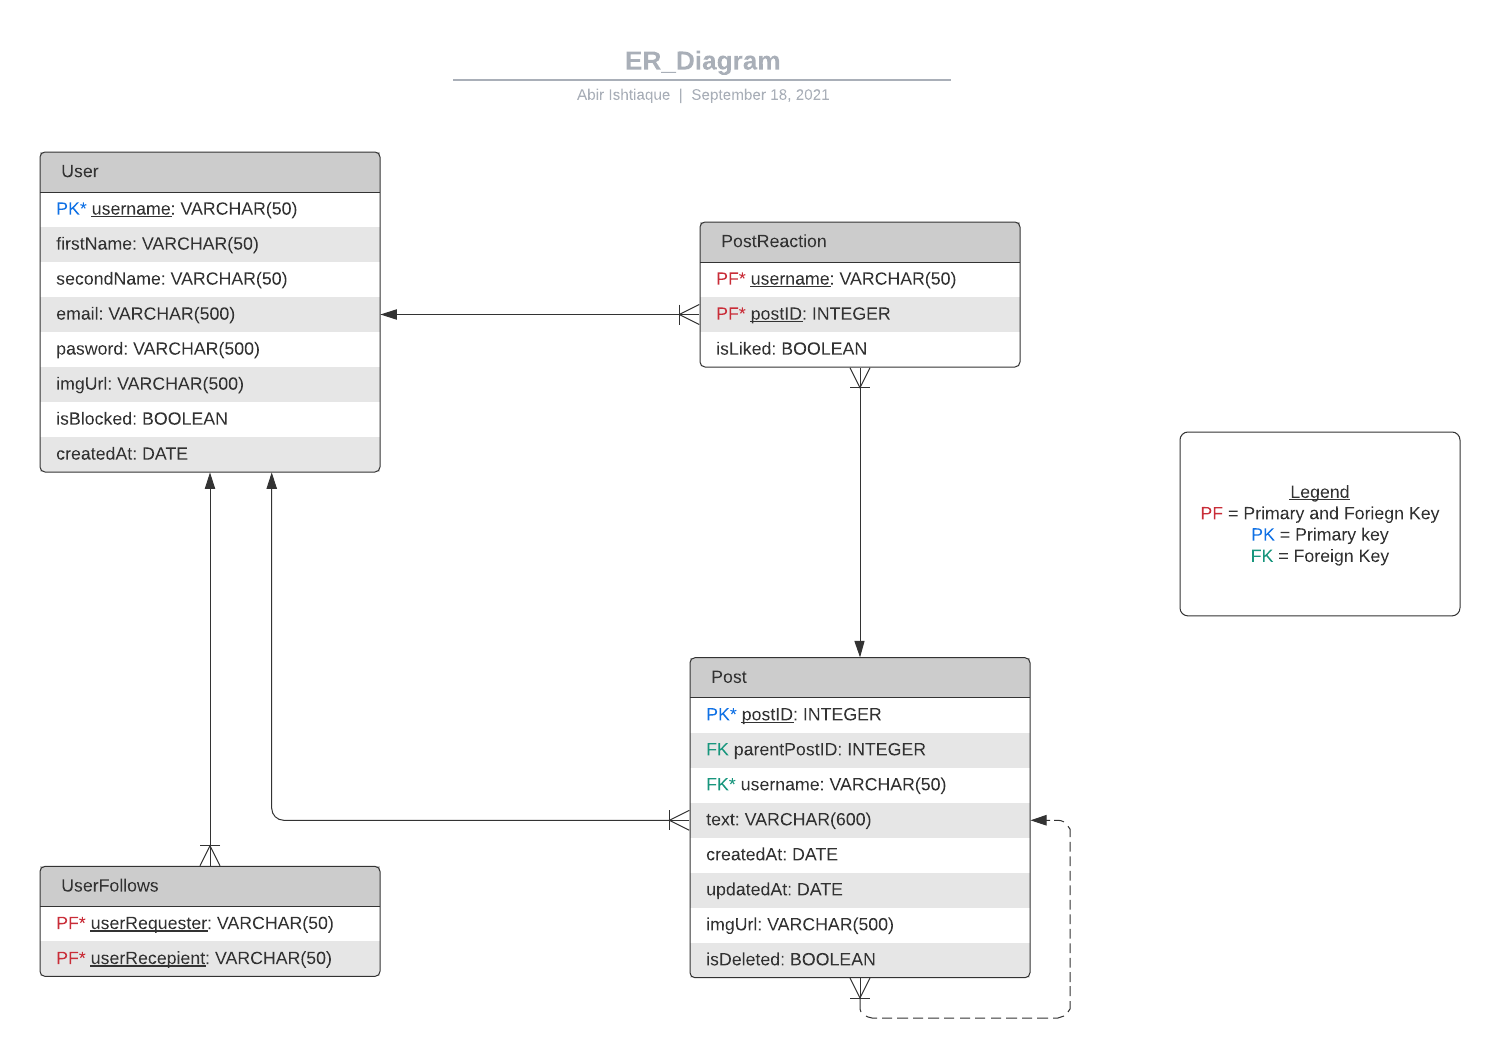 ER_Diagram
Abir Ishtiaque | September 18, 2021
User
PK* username: VARCHAR(50)
firstName: VARCHAR(50)
secondName: VARCHAR(50)
email: VARCHAR(500)
pasword: VARCHAR(500)
imgUrl: VARCHAR(500)
isBlocked: BOOLEAN
createdAt: DATE
PostReaction
PF* username: VARCHAR(50)
PF* postID: INTEGER
isLiked: BOOLEAN
Legend
PF = Primary and Foriegn Key
PK = Primary key
FK = Foreign Key
Post
PK* postID: INTEGER
FK parentPostID: INTEGER
FK* username: VARCHAR(50)
text: VARCHAR(600)
createdAt: DATE
updatedAt: DATE
imgUrl: VARCHAR(500)
isDeleted: BOOLEAN
UserFollows
PF* userRequester: VARCHAR(50)
PF* userRecepient: VARCHAR(50)